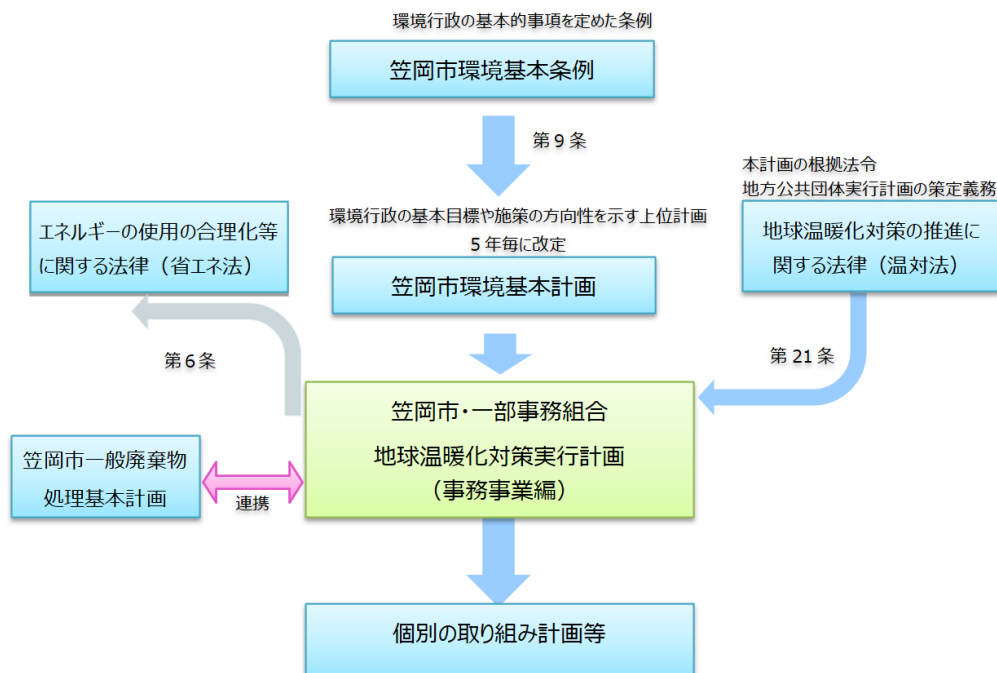 環境行政の基本的事項を定めた条例
笠岡市環境基本条例
第9条
本計画の根拠法令
地方公共団体実行計画の策定義務
環境行政の基本目標や施策の方向性を示す上位計画
5年毎に改定
エネルギーの使用の合理化等
に関する法律(省エネ法)
地球温暖化対策の推進に
関する法律(温対法)
笠岡市環境基本計画
第6条
第21条
笠岡市・一部事務組合
地球温暖化対策実行計画
(事務事業編)
笠岡市一般廃棄物
処理基本計画
連携
個別の取り組み計画等